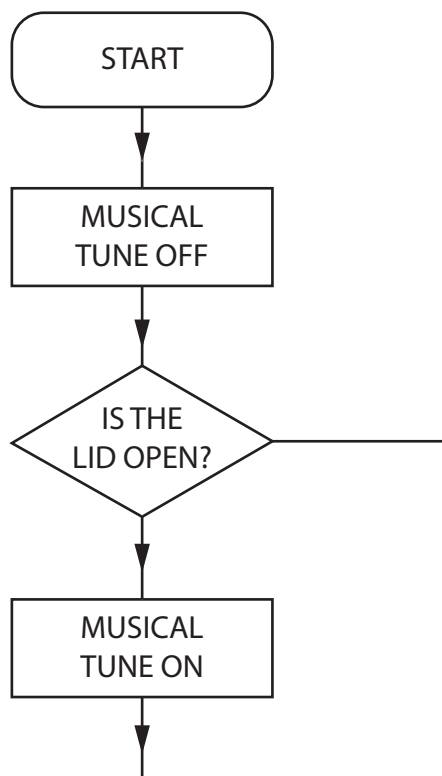 START
MUSICAL
TUNE OFF
IS THE
LID OPEN?
MUSICAL
TUNE ON